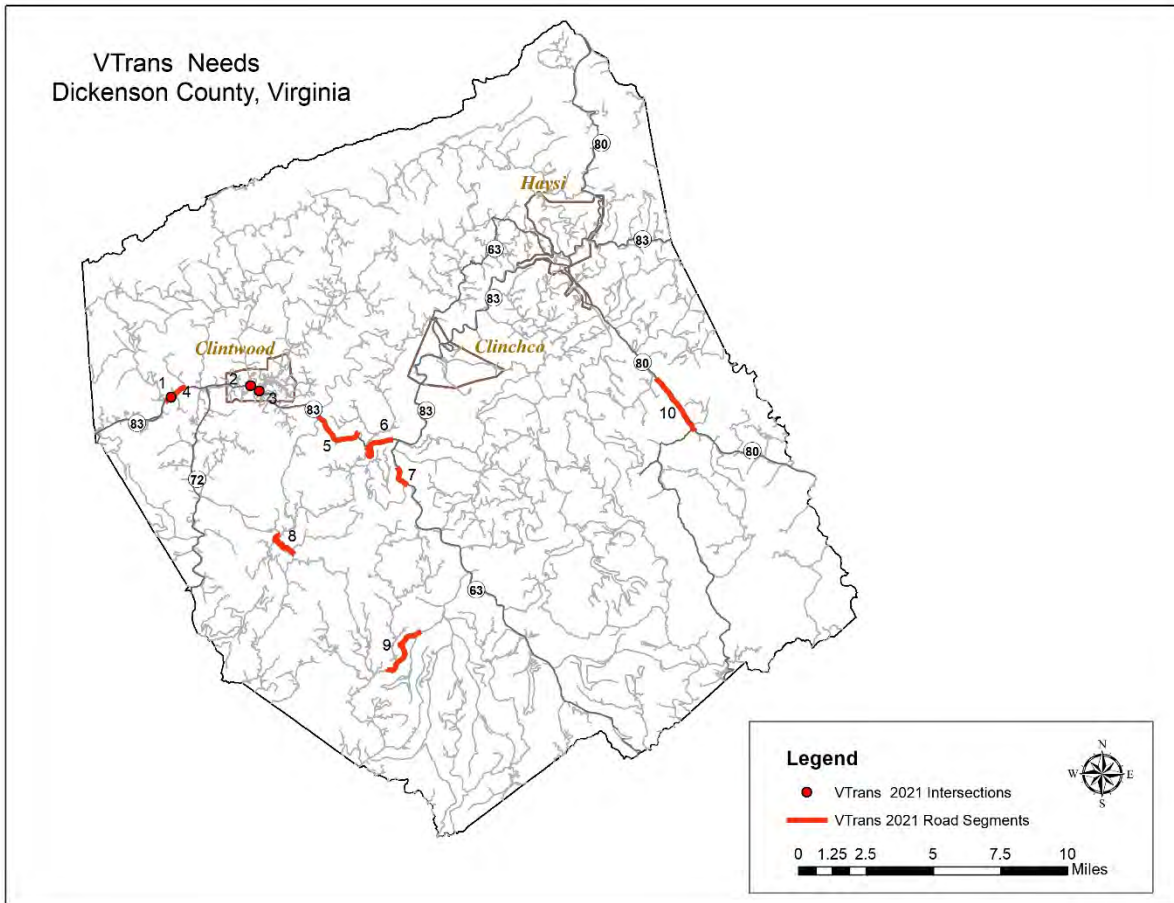 VTrans Needs
Dickenson County, Virginia
80
Haysi
63
83
83
Clintwood
Clinchco
1
4
2
3
80
83
83
83
10
5
6
80
7
72
8
63
9
Legend
N
W
E
S
VTrans 2021 Intersections
VTrans 2021 Road Segments
0 1.25 2.5 5 7.5 10
Miles